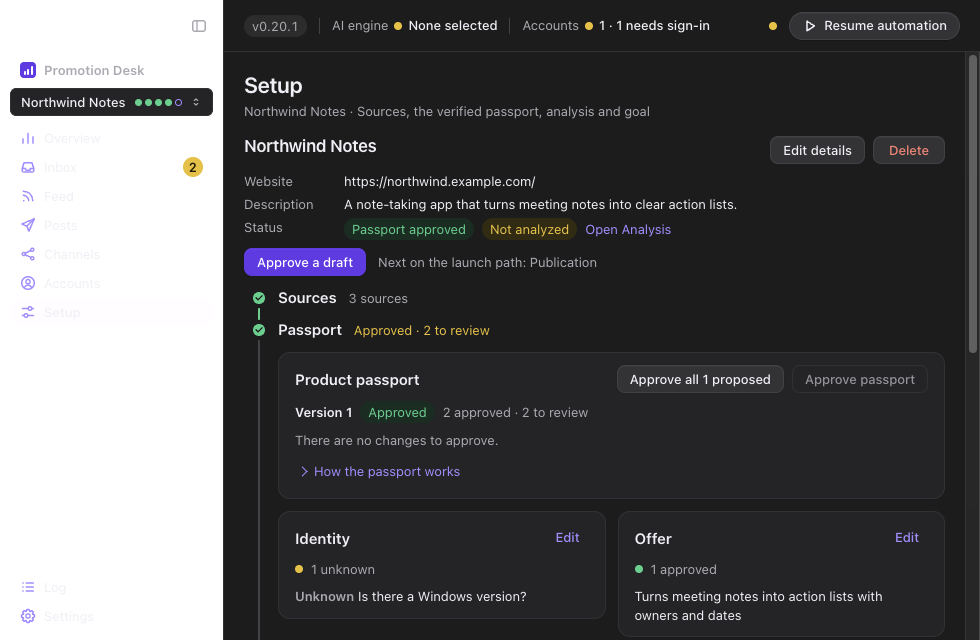 v0.20.1
AI engine None selected
Accounts 1 · 1 needs sign-in
Resume automation
Promotion Desk
Northwind Notes
Overview
Inbox 2
Feed
Posts
Channels
Accounts
Setup
Log
Settings
Setup
Northwind Notes · Sources, the verified passport, analysis and goal
Northwind Notes
Edit details
Delete
Website https://northwind.example.com/
Description A note-taking app that turns meeting notes into clear action lists.
Status Passport approved Not analyzed Open Analysis
Approve a draft Next on the launch path: Publication
Sources 3 sources
Passport Approved · 2 to review
Product passport
Approve all 1 proposed
Approve passport
Version 1 Approved 2 approved · 2 to review
There are no changes to approve.
How the passport works
Identity Edit
1 unknown
Unknown Is there a Windows version?
Offer Edit
1 approved
Turns meeting notes into action lists with
owners and dates